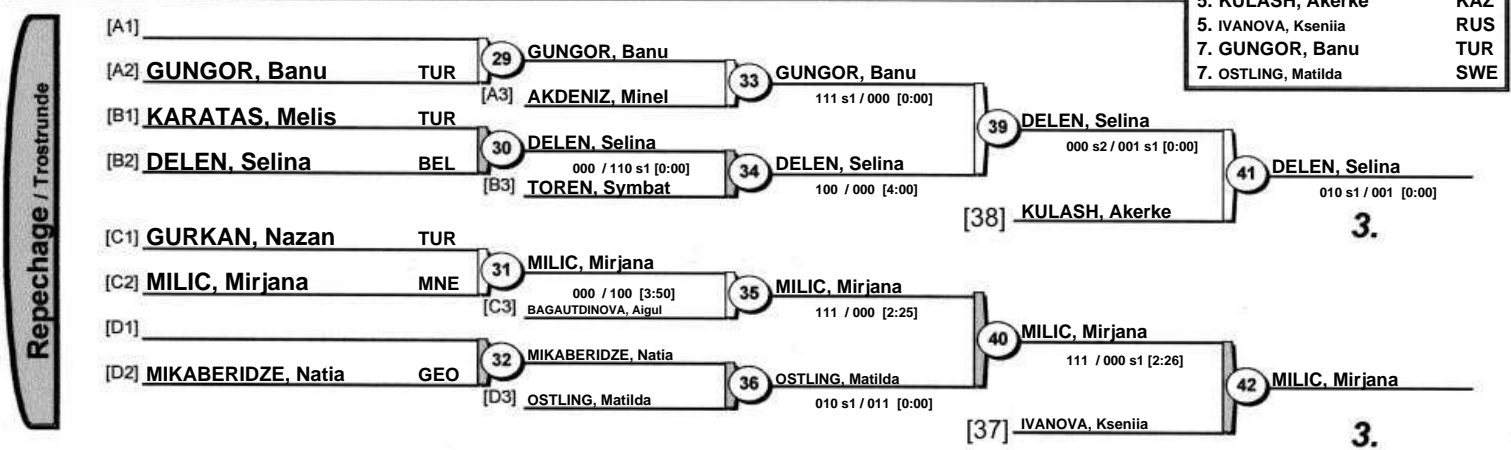 5. KULASH, Akerke KAZ
5. IVANOVA, Kseniia RUS
7. GUNGOR, Banu TUR
7. OSTLING, Matilda SWE
Repechage / Trostrunde
[A1]
[A2] GUNGOR, Banu TUR
[B1] KARATAS, Melis TUR
[B2] DELEN, Selina BEL
[C1] GURKAN, Nazan TUR
[C2] MILIC, Mirjana MNE
[D1]
[D2] MIKABERIDZE, Natia GEO
29
GUNGOR, Banu
[A3] AKDENIZ, Minel
30
DELEN, Selina
000 / 110 s1 [0:00]
[B3] TOREN, Symbat
31
MILIC, Mirjana
000 / 100 [3:50]
[C3] BAGAUTDINOVA, Aigul
32
MIKABERIDZE, Natia
[D3] OSTLING, Matilda
33
GUNGOR, Banu
111 s1 / 000 [0:00]
34
DELEN, Selina
100 / 000 [4:00]
35
MILIC, Mirjana
111 / 000 [2:25]
36
OSTLING, Matilda
010 s1 / 011 [0:00]
39
DELEN, Selina
000 s2 / 001 s1 [0:00]
[38] KULASH, Akerke
40
MILIC, Mirjana
111 / 000 s1 [2:26]
[37] IVANOVA, Kseniia
41
DELEN, Selina
010 s1 / 001 [0:00]
3.
42
MILIC, Mirjana
3.